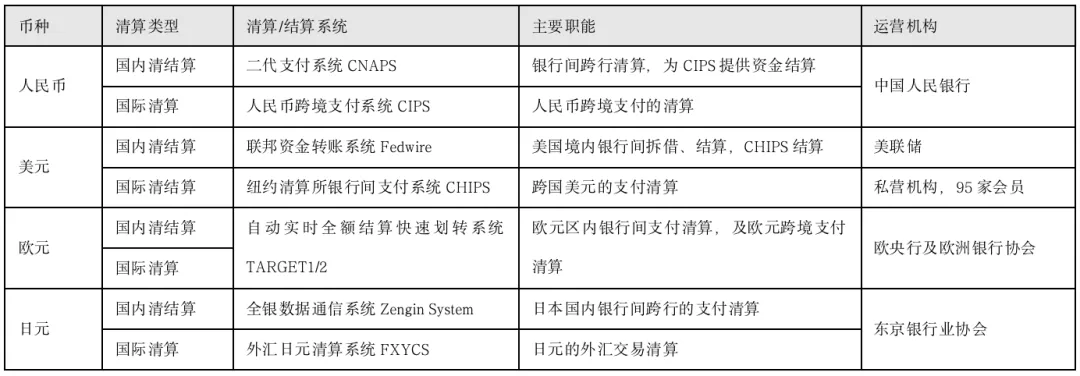 币种 清算类型 清算/结算系统 主要职能 运营机构
人民币
国内清结算 二代支付系统 CNAPS 银行间跨行清算，为 CIPS 提供资金结算
中国人民银行
国际清算 人民币跨境支付系统 CIPS 人民币跨境支付的清算
美元
国内清结算 联邦资金转账系统 Fedwire 美国境内银行间拆借、结算，CHIPS 结算 美联储
国际清结算 纽约清算所银行间支付系统 CHIPS 跨国美元的支付清算 私营机构，95 家会员
欧元
国内清结算 自动实时全额结算快速划转系统 欧元区内银行间支付清算，及欧元跨境支付
欧央行及欧洲银行协会
国际清算 TARGET1/2 清算
日元
国内清结算 全银数据通信系统 Zengin System 日本国内银行间跨行的支付清算
东京银行业协会
国际清算 外汇日元清算系统 FXYCS 日元的外汇交易清算